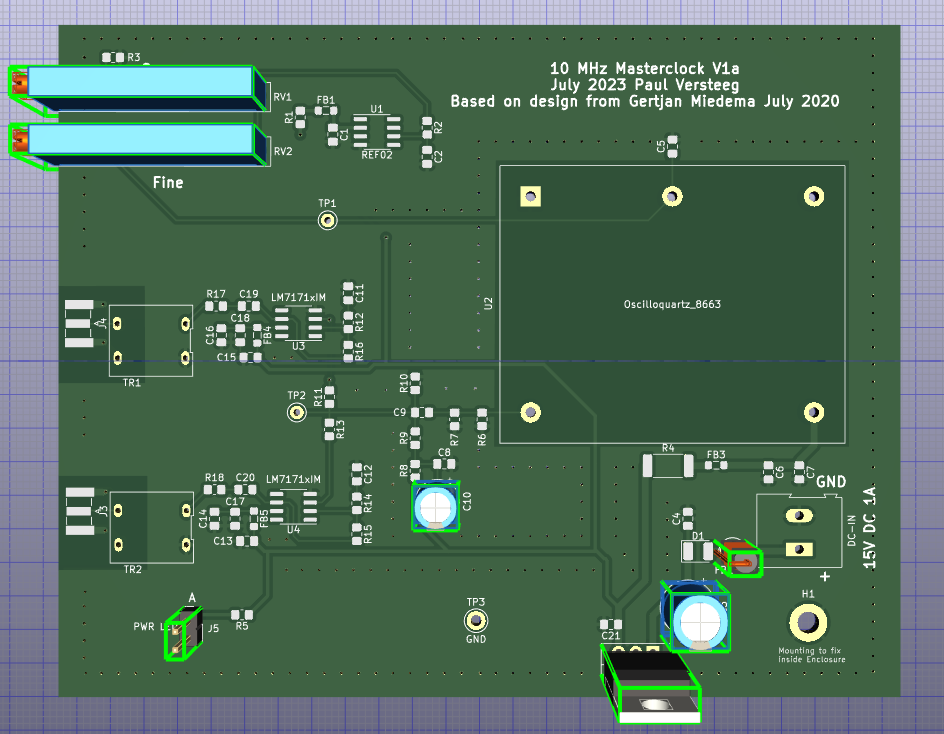 R3
10 MHz Masterclock V1a
July 2023 Paul Versteeg
Based on design from Gertjan Miedema July 2020
RV1
FB1
U1
R1
C1
R2
REF02
C2
RV2
C5
Fine
TP1
U2
Oscilloquartz_8663
R17
C19
LM7171xIM
C11
J4
A
C18
C16
FB4
R12
U3
C15
R16
TR1
R10
TP2
R11
C9
R13
R9
R7
R6
R4
FB3
C8
R8
C12
C6
C7
GND
R18
C20
LM7171xIM
C10
R14
J3
A
C17
C14
FB5
U4
R15
C13
C4
D1
DC-IN
15V DC 1A
TR2
+
A
TP3
H1
PWR L
J5
R5
GND
C21
Mounting to fix
inside Enclosure